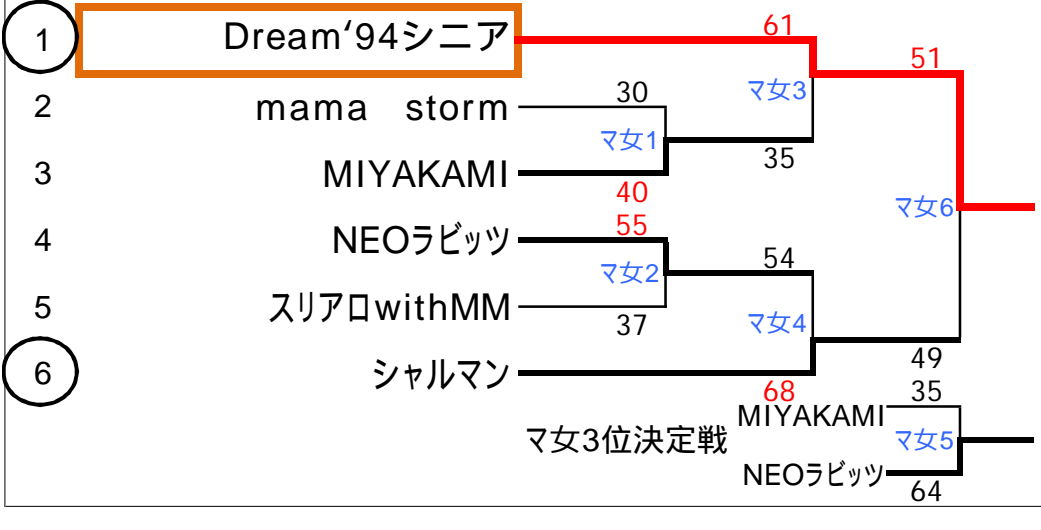 1 Dream‘94シニア 61
51
マ女3
2 mama storm 30
マ女1
35
3 MIYAKAMI
40
マ女6
4 NEOラビッツ 55
54
マ女2
5 スリアロwithMM 37
マ女4
49
6 シャルマン
68
35
マ女3位決定戦 MIYAKAMI
マ女5
NEOラビッツ
64